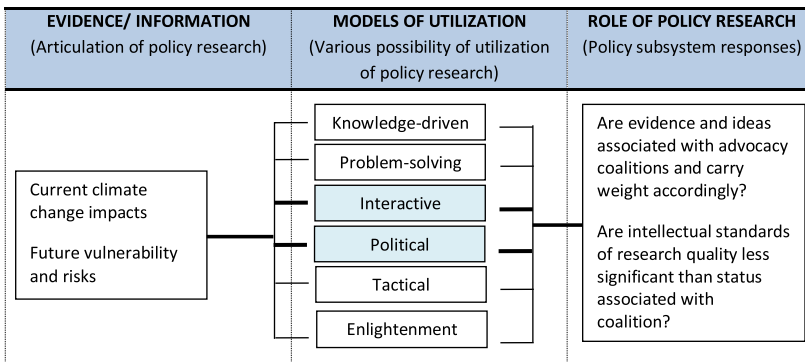 EVIDENCE/ INFORMATION
(Articulation of policy research)
MODELS OF UTILIZATION
(Various possibility of utilization
of policy research)
ROLE OF POLICY RESEARCH
(Policy subsystem responses)
Current climate
change impacts
Future vulnerability
and risks
Knowledge-driven
Problem-solving
Interactive
Political
Tactical
Enlightenment
Are evidence and ideas
associated with advocacy
coalitions and carry
weight accordingly?
Are intellectual standards
of research quality less
significant than status
associated with
coalition?